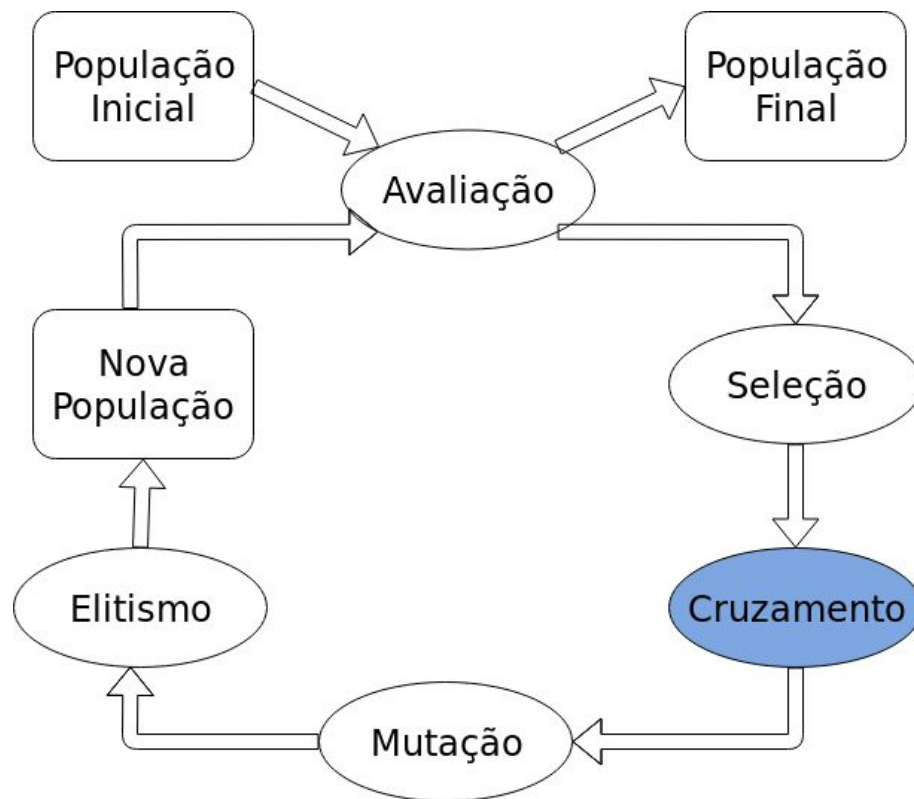 População
Inicial
População
Final
Avaliação
Nova
População
Seleção
Elitismo
Cruzamento
Mutação